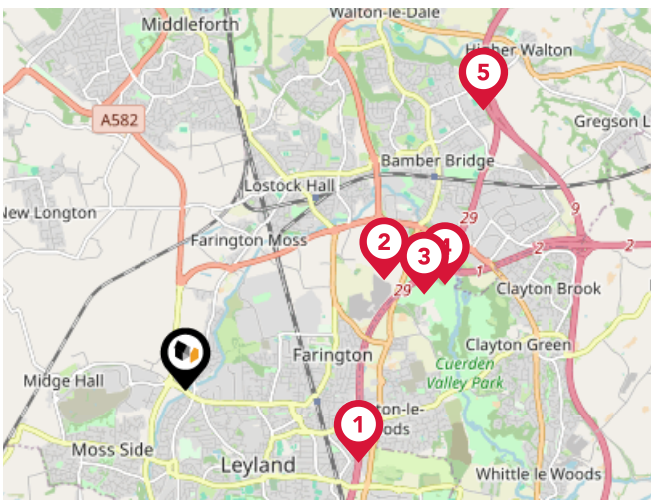 Middleforth
Walton-le-Dale
Higher Walton
5
A582
Gregson L
Bamber Bridge
Lostock Hall
New Longton
29
9
Farington Moss
2
3
4
1
2
2
29
Clayton Brook
Farington
Clayton Green
Midge Hall
Cuerden
Valley Park
1
ton-le-
oods
Moss Side
Leyland
Whittle le Woods